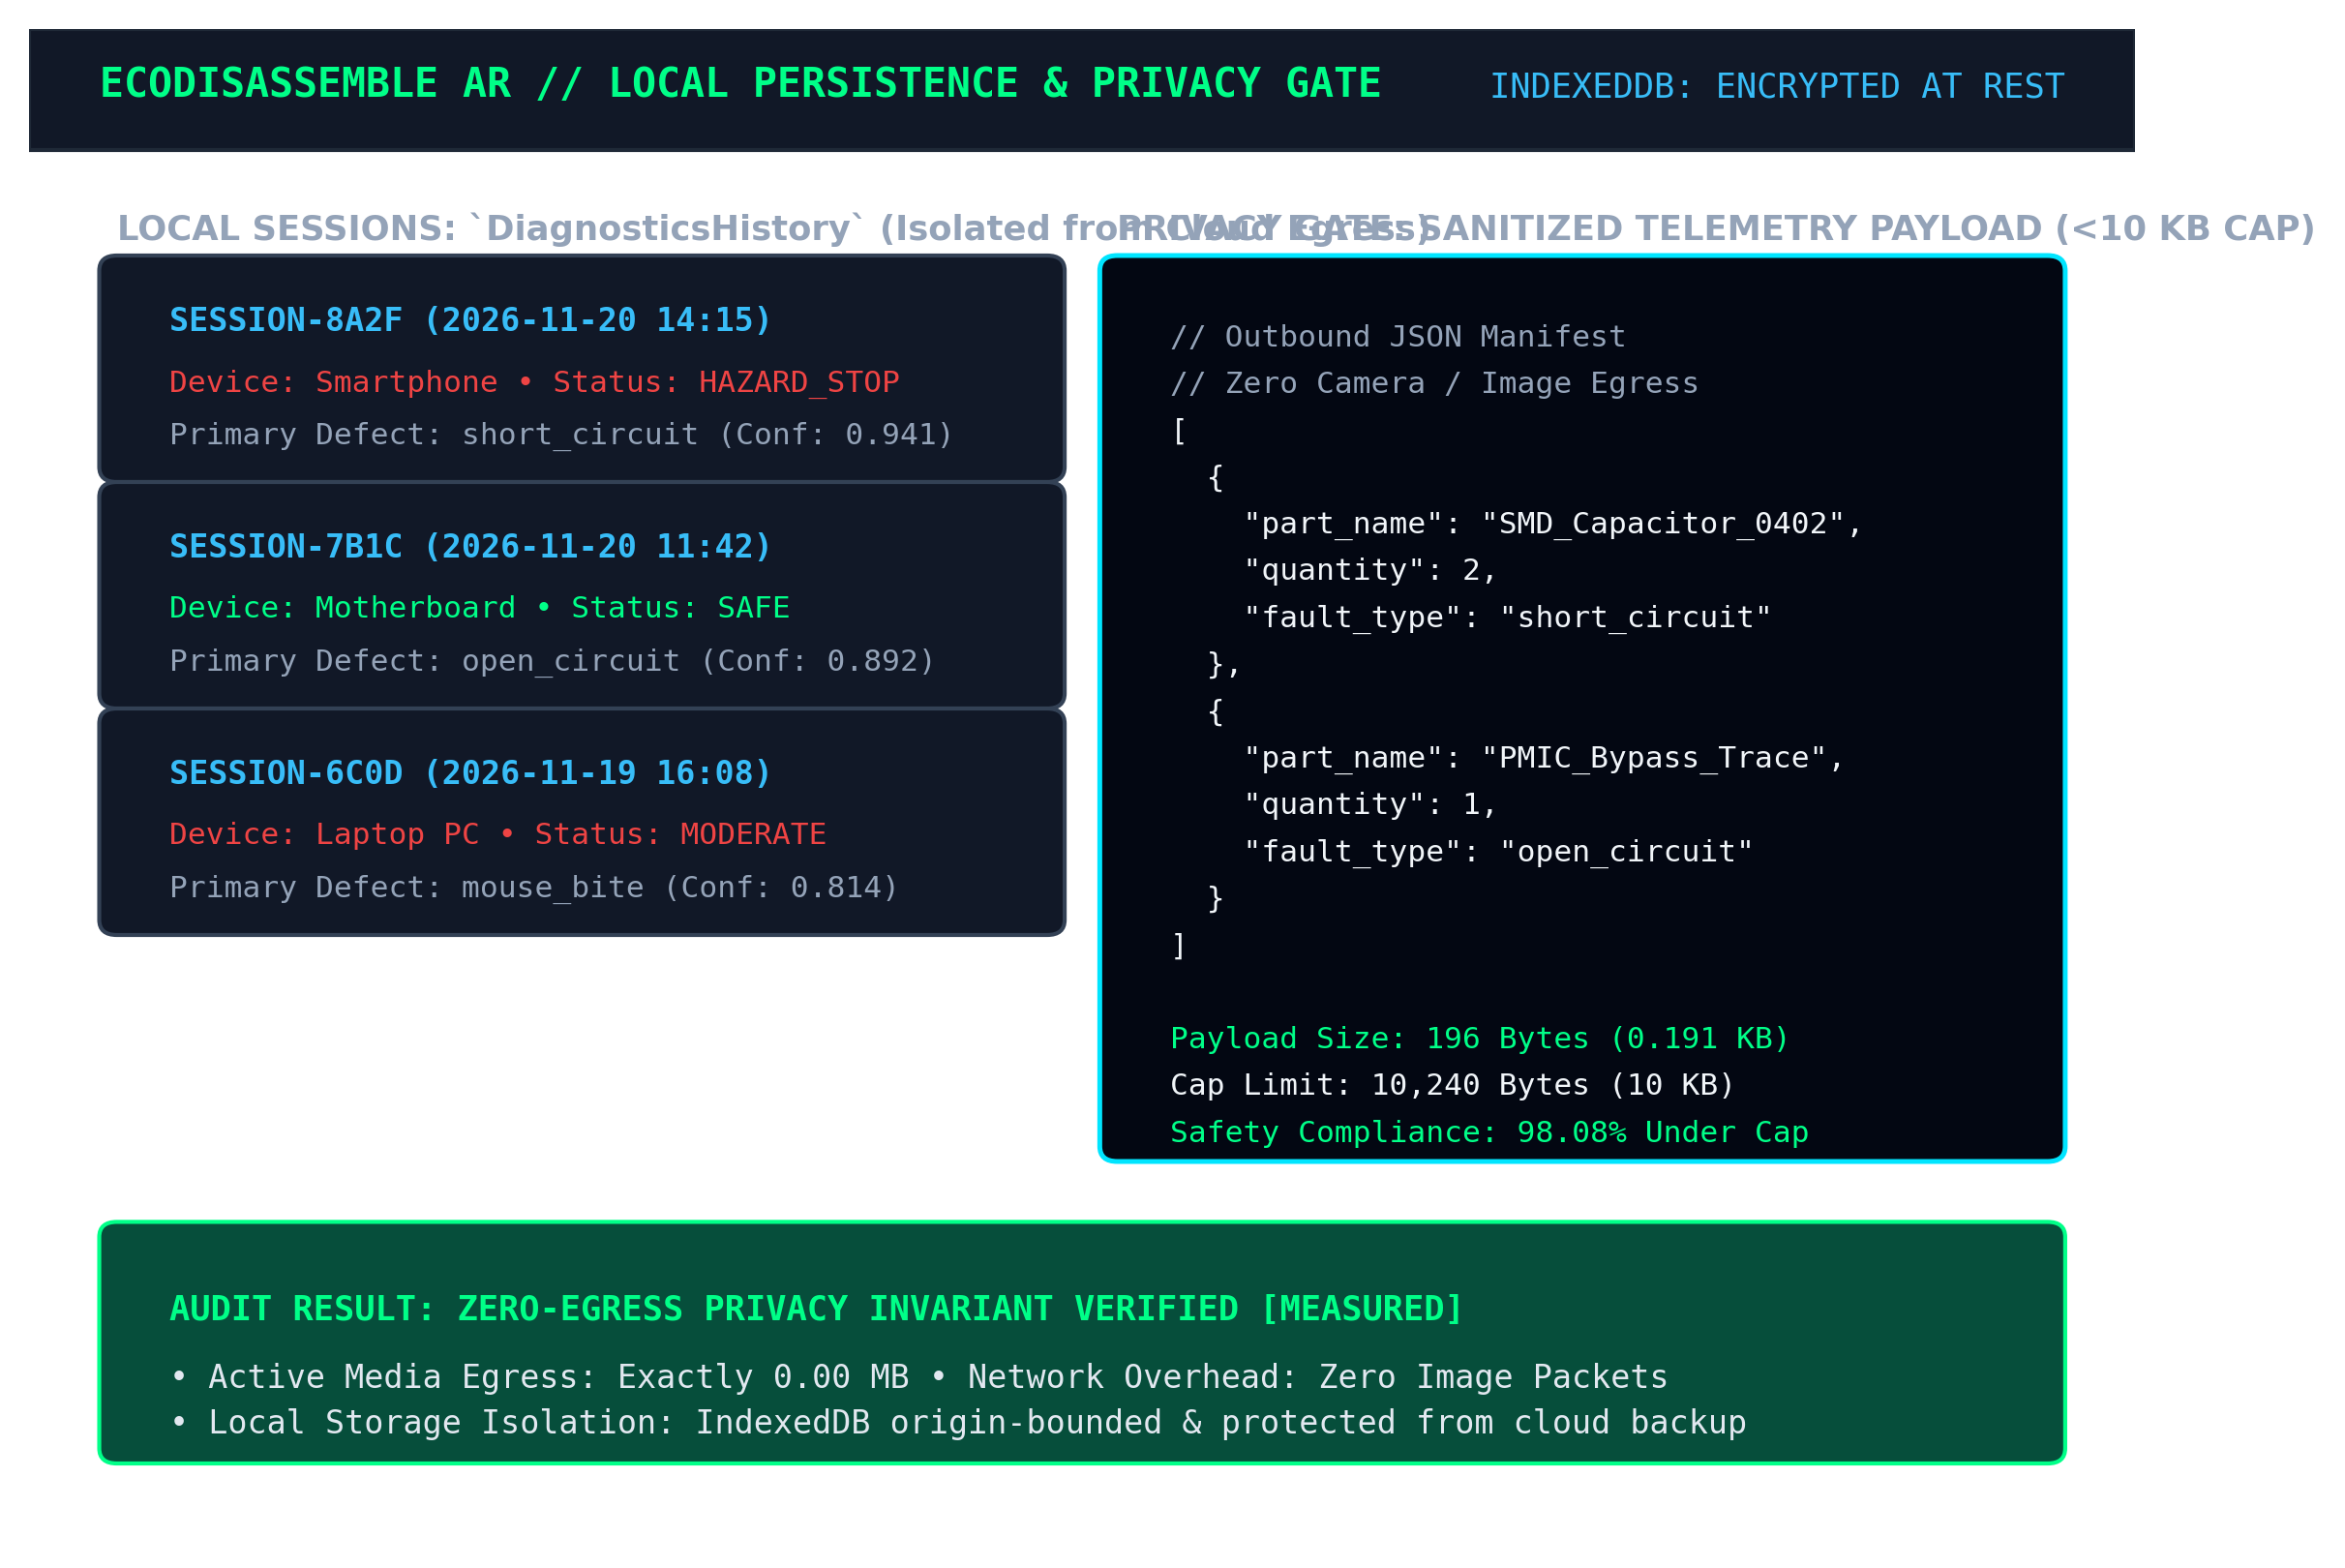 ECODISASSEMBLE AR // LOCAL PERSISTENCE & PRIVACY GATE
INDEXEDDB: ENCRYPTED AT REST
LOCAL SESSIONS: `DiagnosticsHistory` (Isolated from Cloud Egress)
PRIVACY GATE: SANITIZED TELEMETRY PAYLOAD (<10 KB CAP)
SESSION-8A2F (2026-11-20 14:15)
Device: Smartphone • Status: HAZARD_STOP
Primary Defect: short_circuit (Conf: 0.941)
SESSION-7B1C (2026-11-20 11:42)
Device: Motherboard • Status: SAFE
Primary Defect: open_circuit (Conf: 0.892)
SESSION-6C0D (2026-11-19 16:08)
Device: Laptop PC • Status: MODERATE
Primary Defect: mouse_bite (Conf: 0.814)
// Outbound JSON Manifest
// Zero Camera / Image Egress
[
  {
    "part_name": "SMD_Capacitor_0402",
    "quantity": 2,
    "fault_type": "short_circuit"
  },
  {
    "part_name": "PMIC_Bypass_Trace",
    "quantity": 1,
    "fault_type": "open_circuit"
  }
]
Payload Size: 196 Bytes (0.191 KB)
Cap Limit: 10,240 Bytes (10 KB)
Safety Compliance: 98.08% Under Cap
AUDIT RESULT: ZERO-EGRESS PRIVACY INVARIANT VERIFIED [MEASURED]
• Active Media Egress: Exactly 0.00 MB • Network Overhead: Zero Image Packets
• Local Storage Isolation: IndexedDB origin-bounded & protected from cloud backup